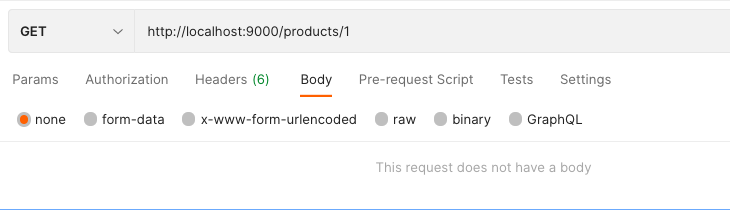 GET http://localhost:9000/products/1
Params Authorization Headers (6) Body Pre-request Script Tests Settings
none form-data x-www-form-urlencoded raw binary GraphQL
This request does not have a body